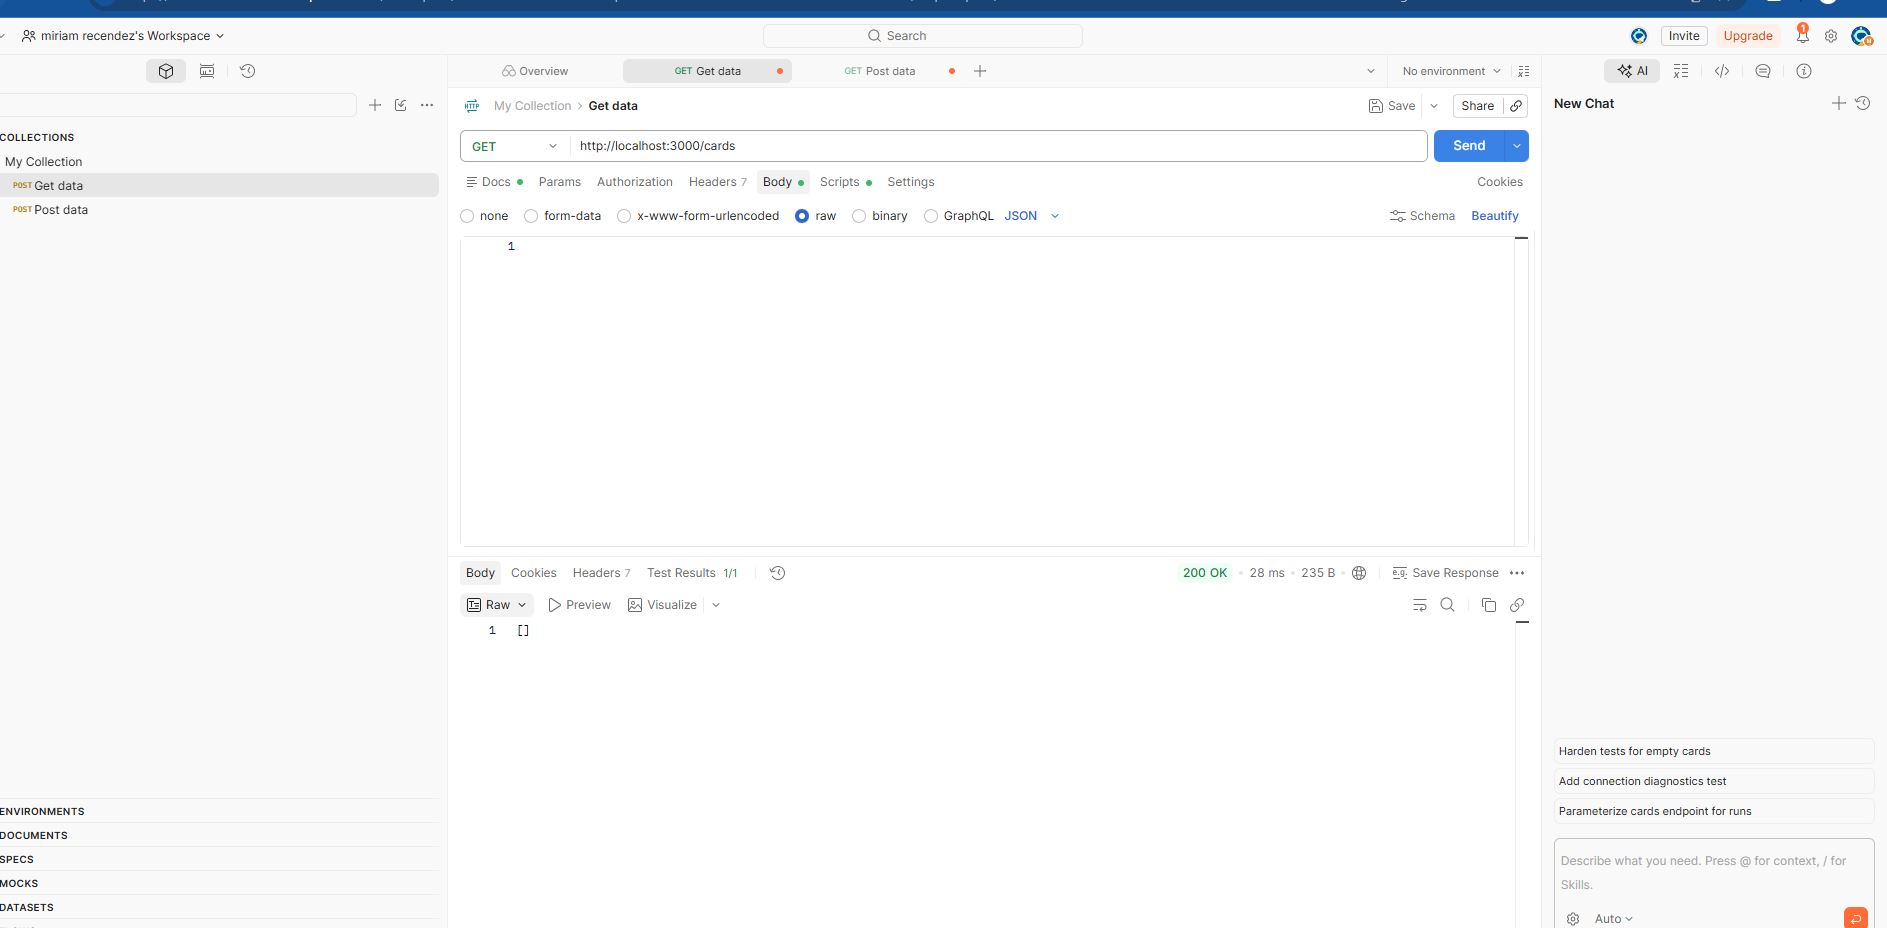 miriam recendez's Workspace
Search
Invite
Upgrade
1
Overview
GET Get data
GET Post data
No environment
AI
My Collection > Get data
Save
Share
New Chat
COLLECTIONS
My Collection
POST Get data
POST Post data
GET
http://localhost:3000/cards
Send
Docs
Params
Authorization
Headers 7
Body
Scripts
Settings
Cookies
none
form-data
x-www-form-urlencoded
raw
binary
GraphQL
JSON
Schema
Beautify
1
Body
Cookies
Headers 7
Test Results 1/1
200 OK
28 ms
235 B
e.g. Save Response
Raw
Preview
Visualize
1 []
ENVIRONMENTS
DOCUMENTS
SPECS
MOCKS
DATASETS
Harden tests for empty cards
Add connection diagnostics test
Parameterize cards endpoint for runs
Describe what you need. Press @ for context, / for
Skills.
Auto